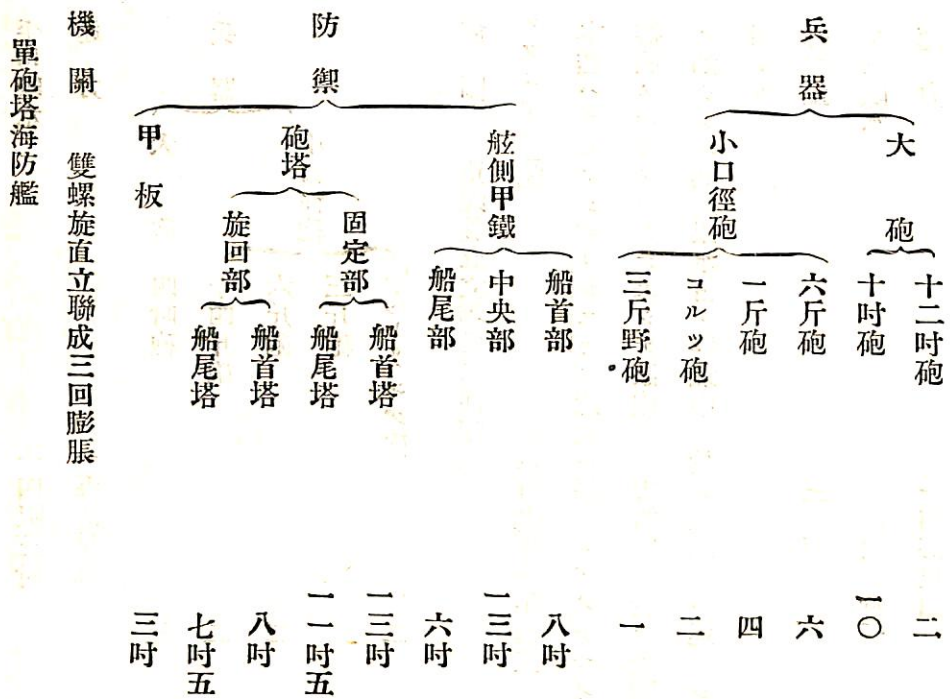 兵器
大砲
十二吋砲 二
十吋砲 一〇
小口徑砲
六斤砲 六
一斤砲 四
コルッ砲 二
三斤野砲 一
防禦
舷側甲鐵
船首部 八吋
中央部 一三吋
船尾部 六吋
砲塔
固定部
船首塔 一三吋
船尾塔 一一吋五
旋回部
船首塔 八吋
船尾塔 七吋五
甲板 三吋
機關 雙螺旋直立聯成三回膨脹
單砲塔海防艦